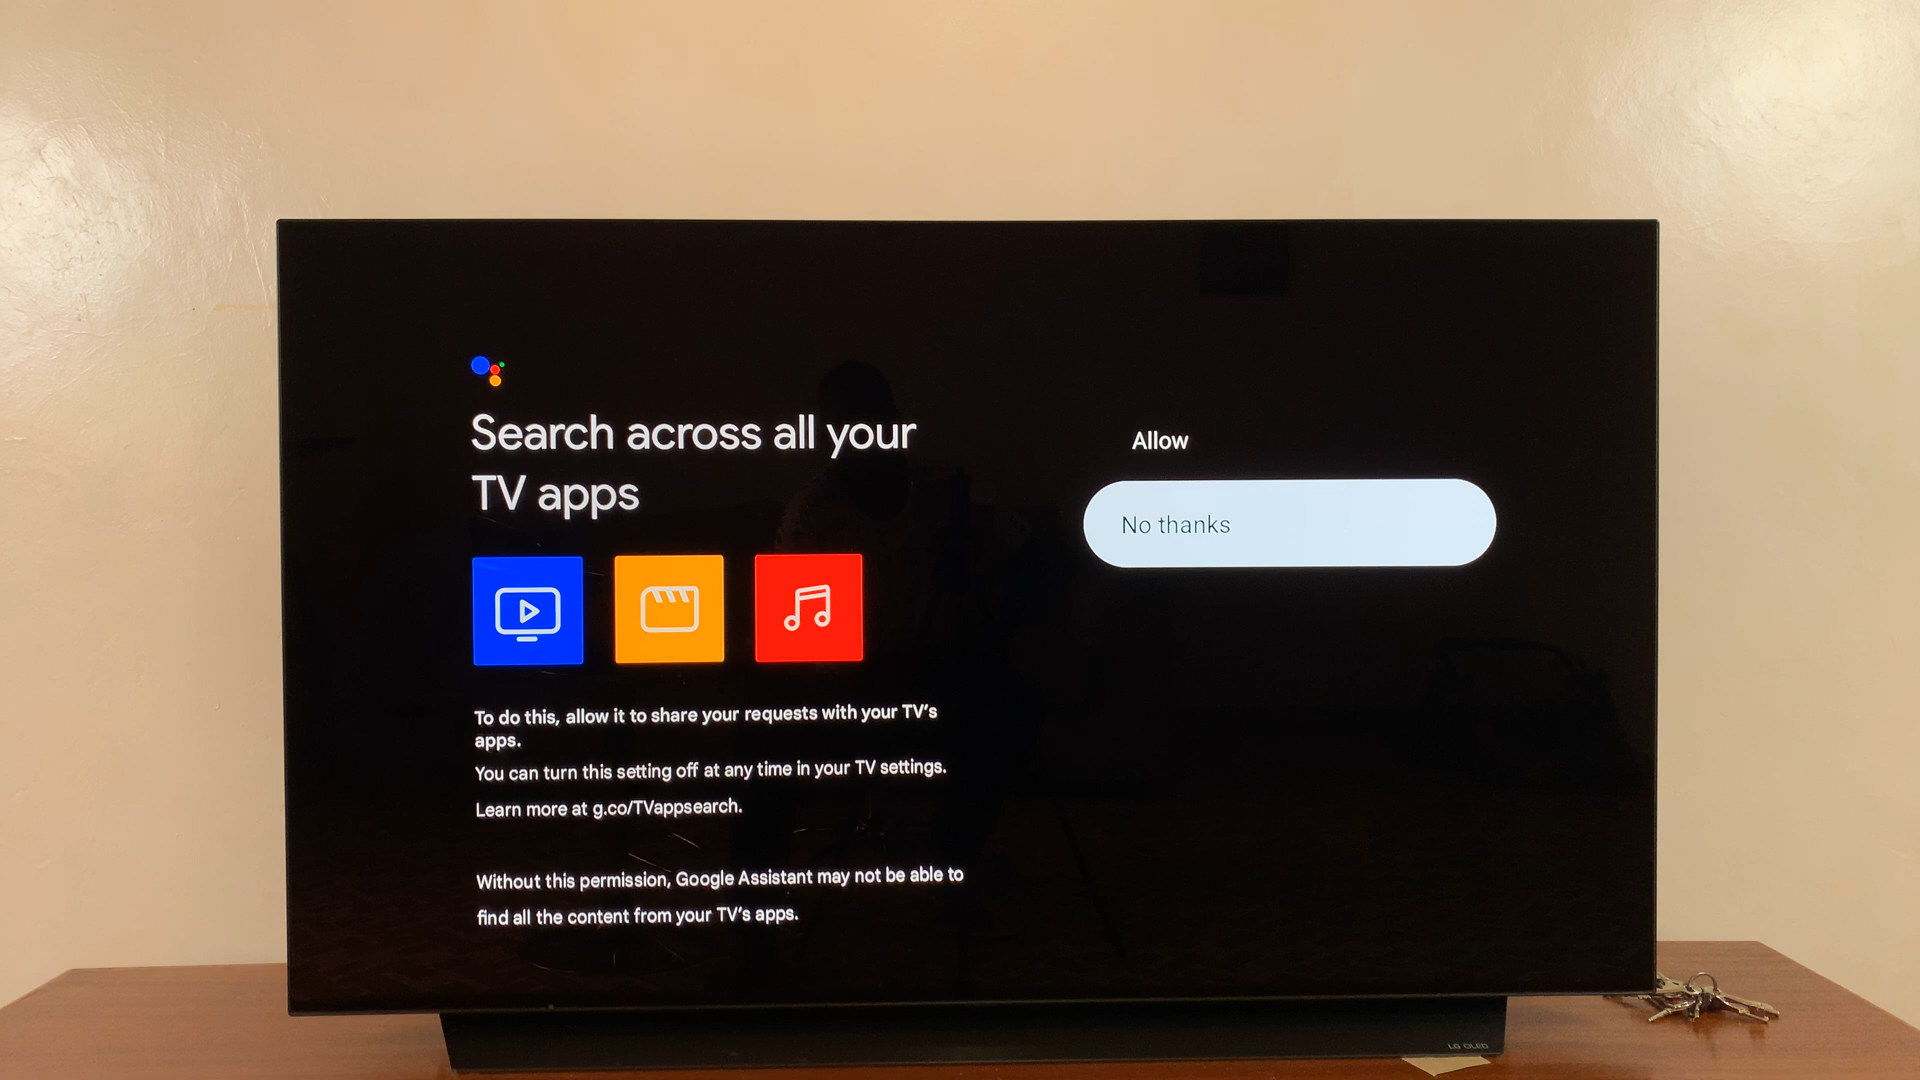 Search across all your
TV apps
To do this, allow it to share your requests with your TV's
apps.
You can turn this setting off at any time in your TV settings.
Learn more at g.co/TVappsearch.
Without this permission, Google Assistant may not be able to
find all the content from your TV's apps.
Allow
No thanks
LG OLED